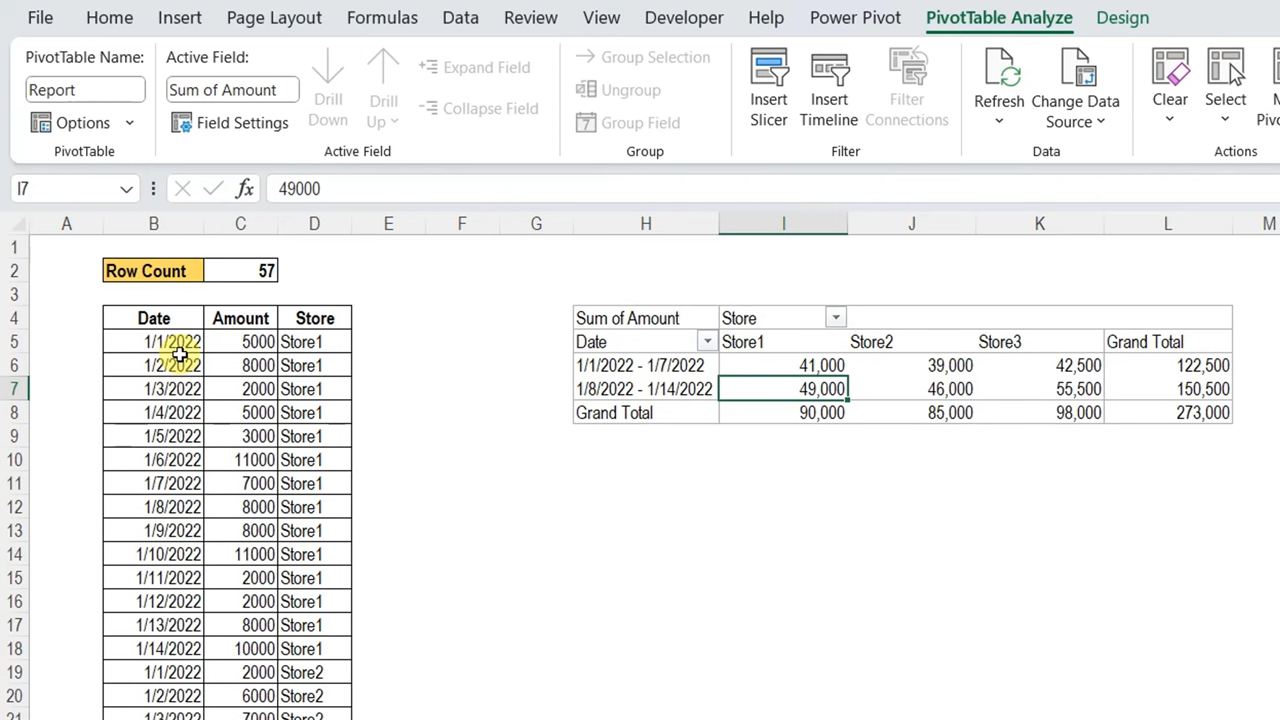 File Home Insert Page Layout Formulas Data Review View Developer Help Power Pivot PivotTable Analyze Design
PivotTable Name:
Report
Options
PivotTable
Active Field:
Sum of Amount
Field Settings
Drill Down
Drill Up
Expand Field
Collapse Field
Active Field
Group Selection
Ungroup
7 Group Field
Group
Insert Slicer
Insert Timeline
Filter Connections
Filter
Refresh
Change Data Source
Data
Clear
Select
Actions
I7 fx 49000
A B C D E F G H I J K L M
1
2 Row Count 57
3
4 Date Amount Store Sum of Amount Store
5 1/1/2022 5000 Store1 Date Store1 Store2 Store3 Grand Total
6 1/2/2022 8000 Store1 1/1/2022 - 1/7/2022 41,000 39,000 42,500 122,500
7 1/3/2022 2000 Store1 1/8/2022 - 1/14/2022 49,000 46,000 55,500 150,500
8 1/4/2022 5000 Store1 Grand Total 90,000 85,000 98,000 273,000
9 1/5/2022 3000 Store1
10 1/6/2022 11000 Store1
11 1/7/2022 7000 Store1
12 1/8/2022 8000 Store1
13 1/9/2022 8000 Store1
14 1/10/2022 11000 Store1
15 1/11/2022 2000 Store1
16 1/12/2022 2000 Store1
17 1/13/2022 8000 Store1
18 1/14/2022 10000 Store1
19 1/1/2022 2000 Store2
20 1/2/2022 6000 Store2
21 1/3/2022 7000 Store2